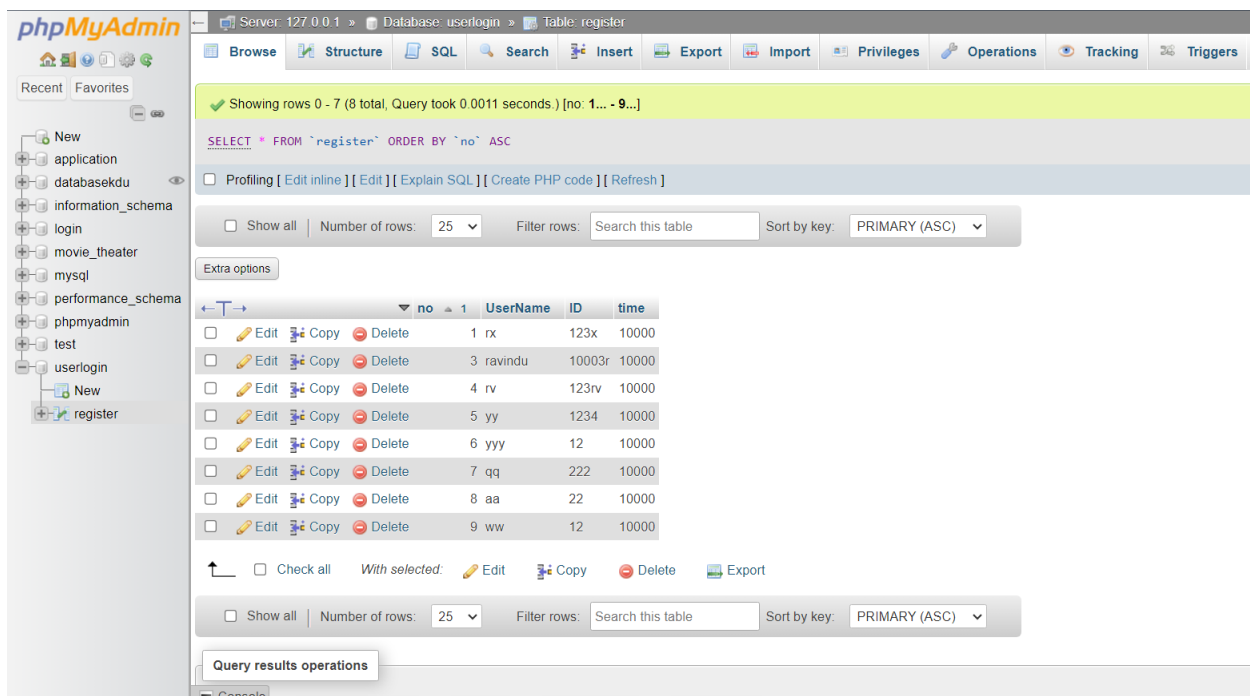 phpMyAdmin
Recent Favorites
New
application
databasekdu
information_schema
login
movie_theater
mysql
performance_schema
phpmyadmin
test
userlogin
New
register
Server: 127.0.0.1 » Database: userlogin » Table: register
Browse Structure SQL Search Insert Export Import Privileges Operations Tracking Triggers
Showing rows 0 - 7 (8 total, Query took 0.0011 seconds.) [no: 1... - 9...]
SELECT * FROM `register` ORDER BY `no` ASC
Profiling [ Edit inline ] [ Edit ] [ Explain SQL ] [ Create PHP code ] [ Refresh ]
Show all | Number of rows: 25 Filter rows: Search this table Sort by key: PRIMARY (ASC)
Extra options
←T→ no 1 UserName ID time
Edit Copy Delete 1 rx 123x 10000
Edit Copy Delete 3 ravindu 10003r 10000
Edit Copy Delete 4 rv 123rv 10000
Edit Copy Delete 5 yy 1234 10000
Edit Copy Delete 6 yyy 12 10000
Edit Copy Delete 7 qq 222 10000
Edit Copy Delete 8 aa 22 10000
Edit Copy Delete 9 ww 12 10000
Check all With selected: Edit Copy Delete Export
Show all | Number of rows: 25 Filter rows: Search this table Sort by key: PRIMARY (ASC)
Query results operations
Console